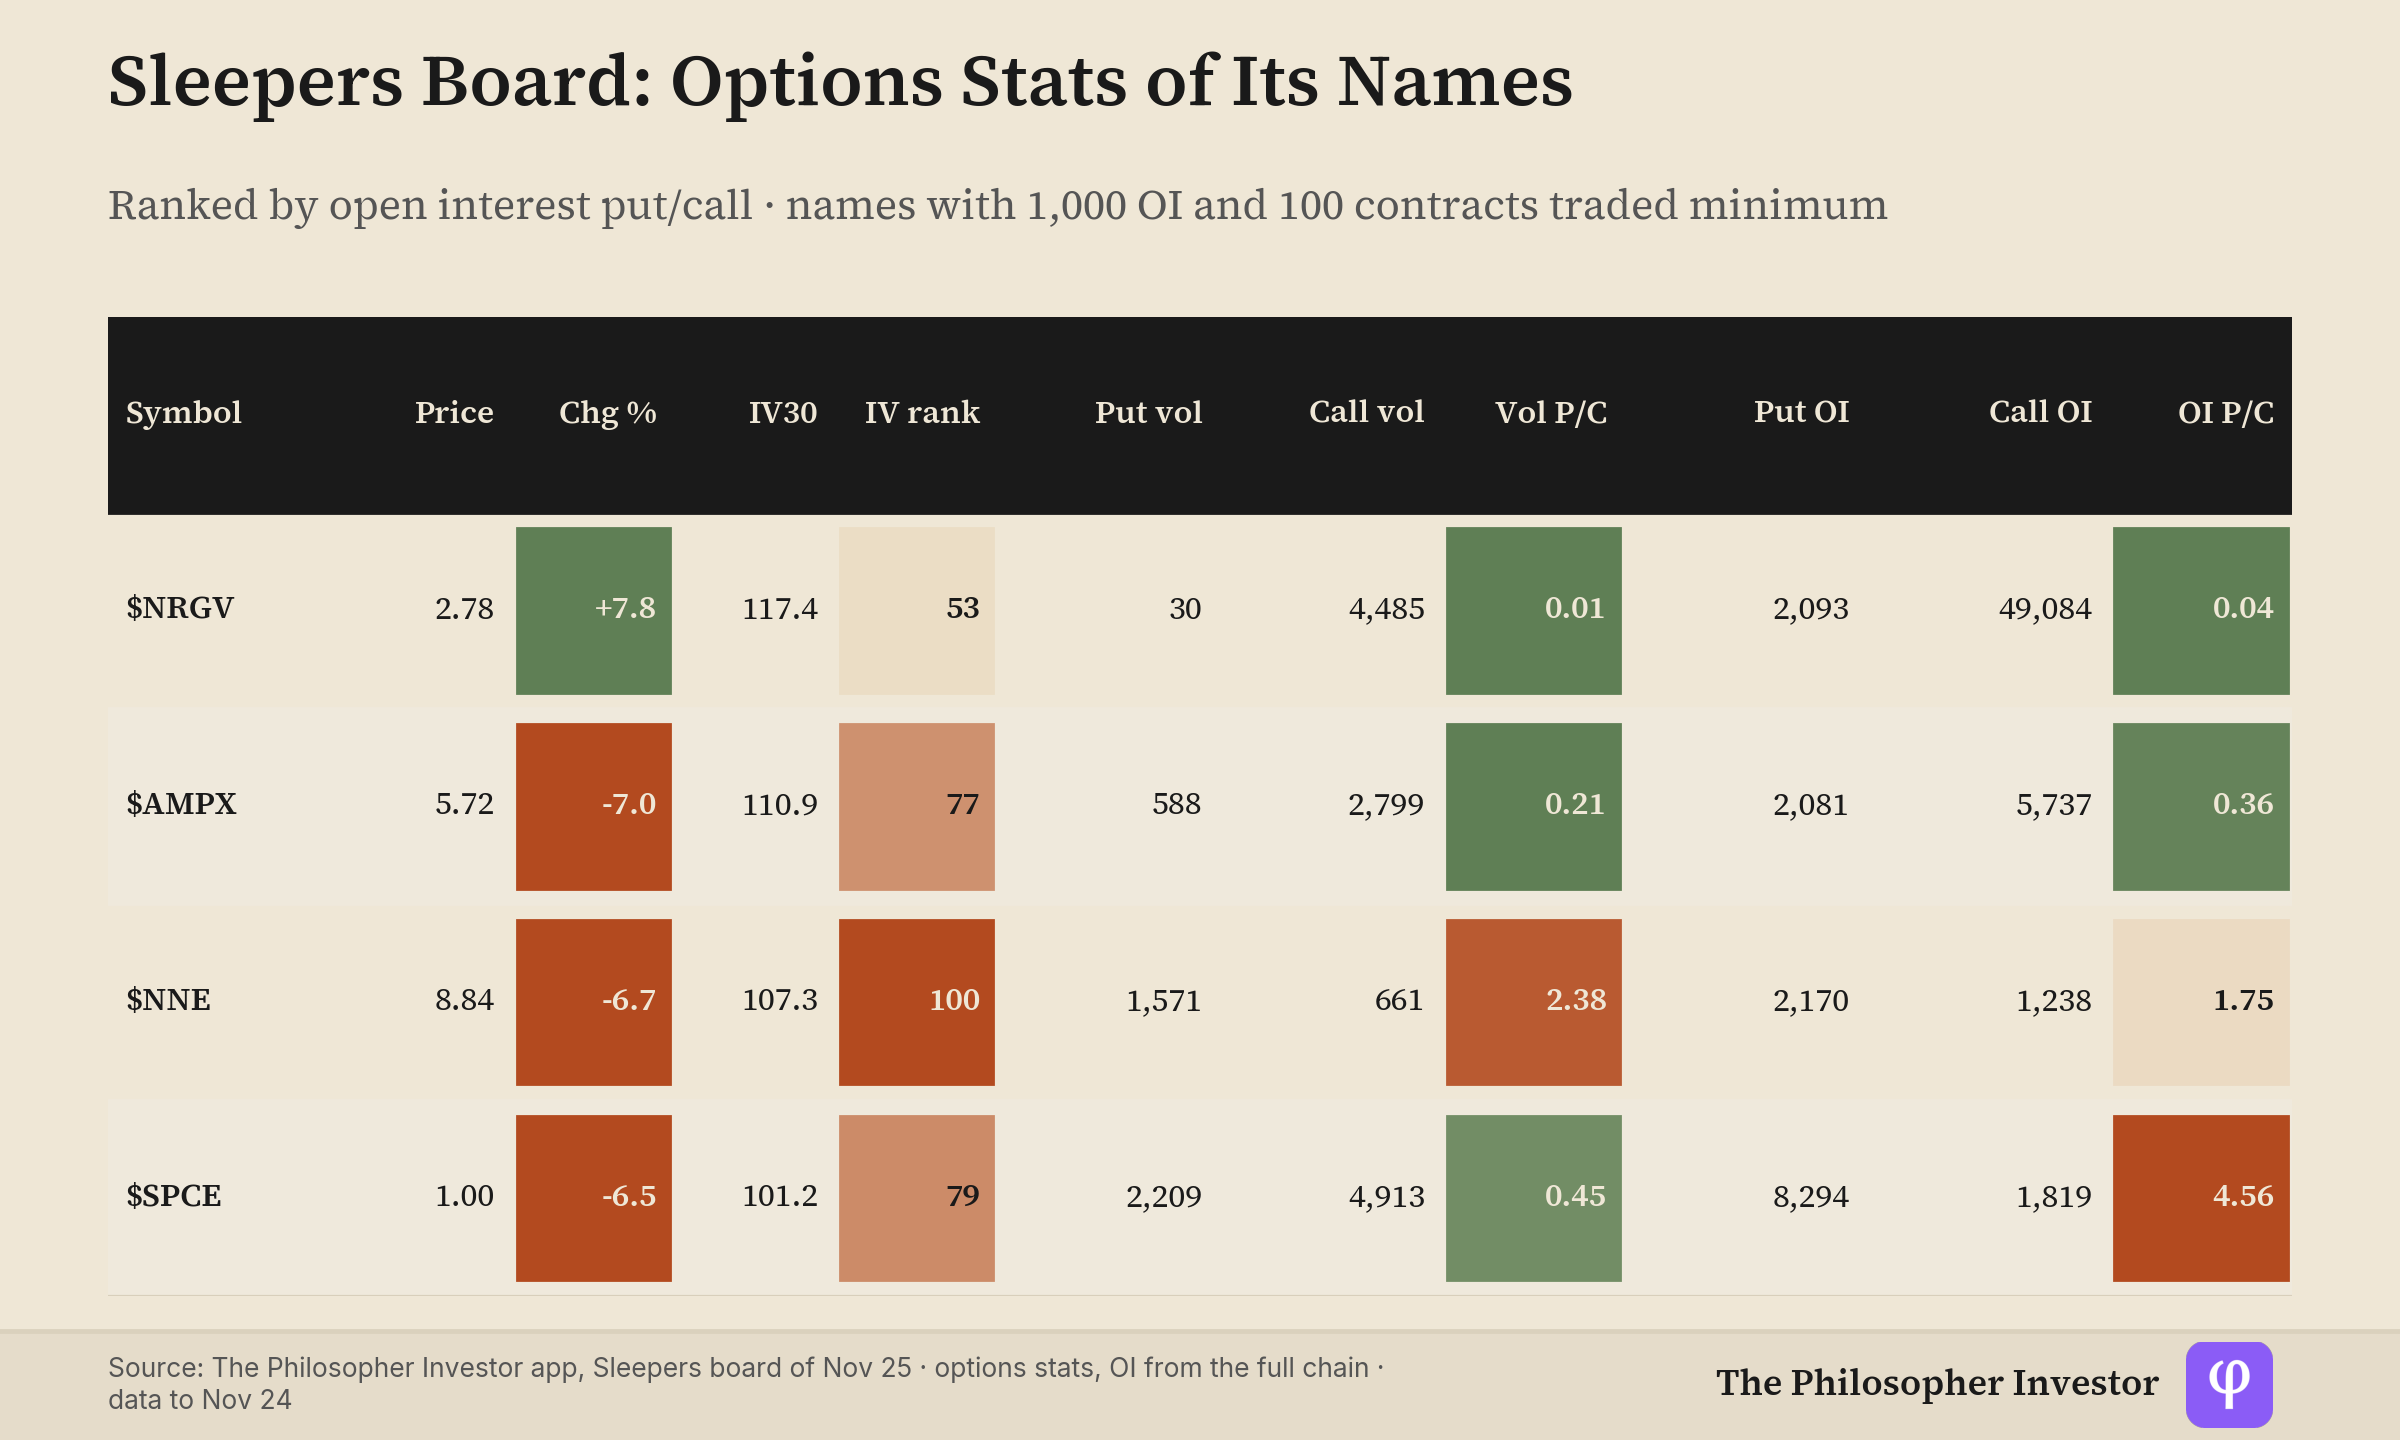 Sleepers Board: Options Stats of Its Names
Ranked by open interest put/call · names with 1,000 OI and 100 contracts traded minimum
Symbol Price Chg % IV30 IV rank Put vol Call vol Vol P/C Put OI Call OI OI P/C
$NRGV 2.78 +7.8 117.4 53 30 4,485 0.01 2,093 49,084 0.04
$AMPX 5.72 -7.0 110.9 77 588 2,799 0.21 2,081 5,737 0.36
$NNE 8.84 -6.7 107.3 100 1,571 661 2.38 2,170 1,238 1.75
$SPCE 1.00 -6.5 101.2 79 2,209 4,913 0.45 8,294 1,819 4.56
Source: The Philosopher Investor app, Sleepers board of Nov 25 · options stats, OI from the full chain ·
data to Nov 24
The Philosopher Investor φ